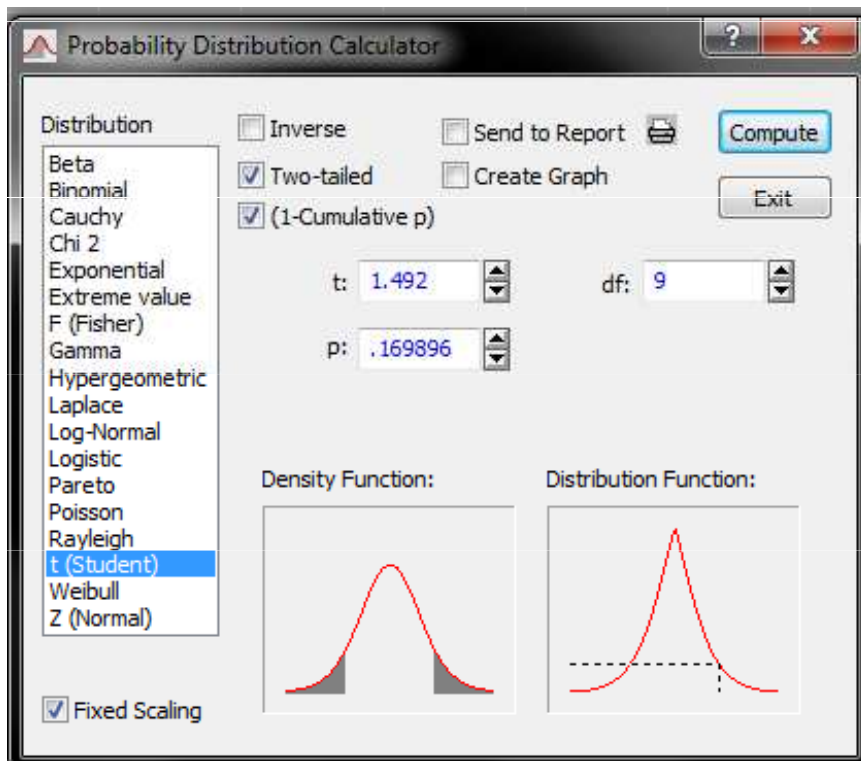 Probability Distribution Calculator
?
Distribution
Beta
Binomial
Cauchy
Chi 2
Exponential
Extreme value
F (Fisher)
Gamma
Hypergeometric
Laplace
Log-Normal
Logistic
Pareto
Poisson
Rayleigh
t (Student)
Weibull
Z (Normal)
Fixed Scaling
Inverse
Send to Report
Compute
Two-tailed
Create Graph
Exit
(1-Cumulative p)
t: 1.492
df: 9
p: .169896
Density Function:
Distribution Function: